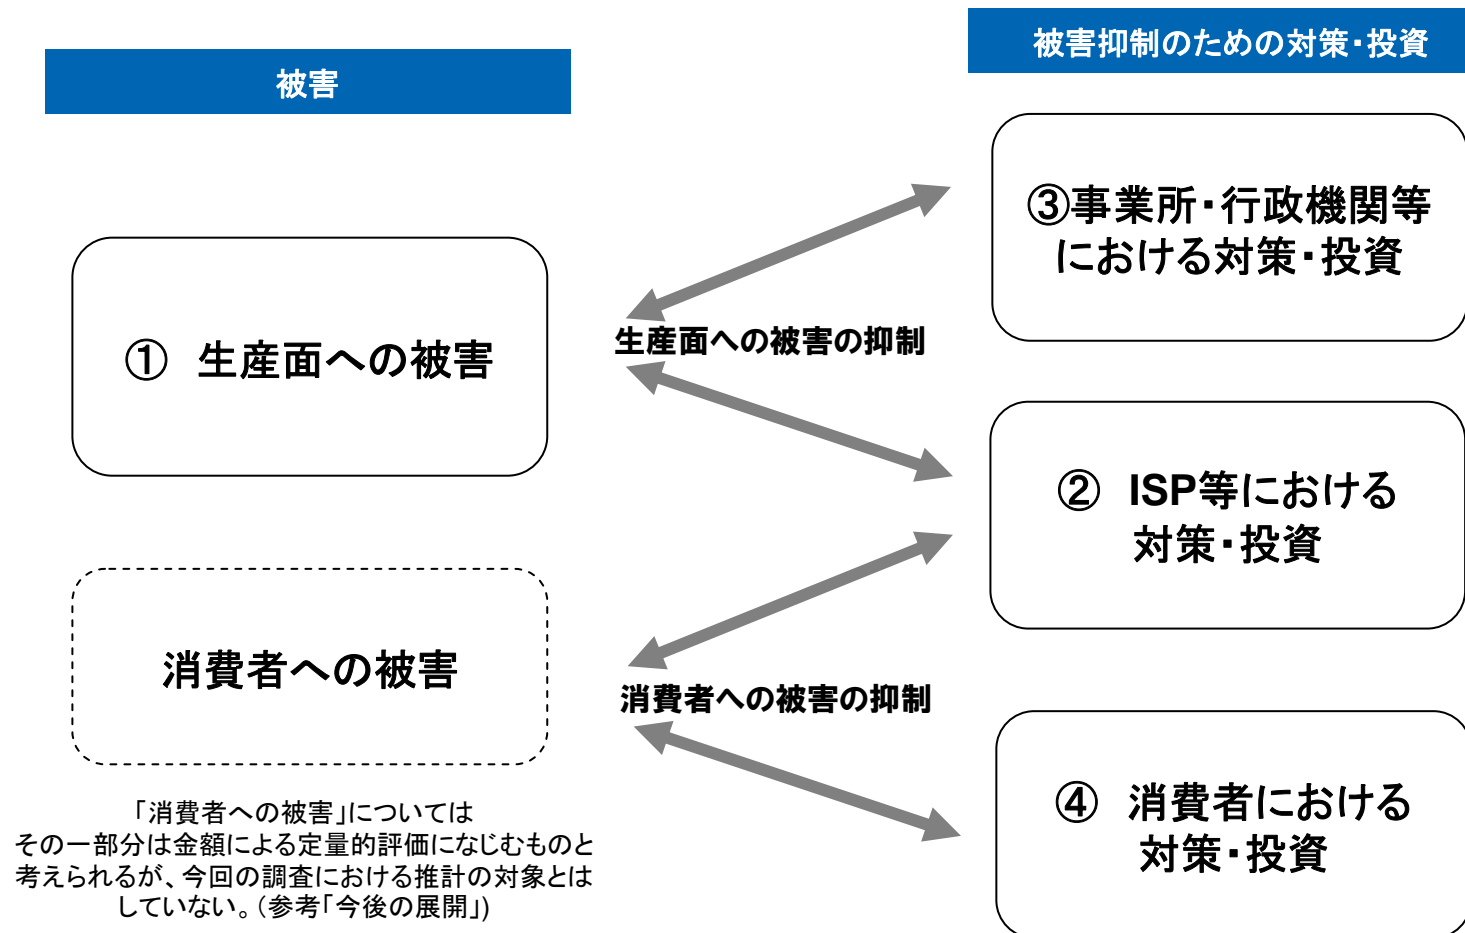 被害
被害抑制のための対策・投資
① 生産面への被害
消費者への被害
「消費者への被害」については
その一部分は金額による定量的評価になじむものと
考えられるが、今回の調査における推計の対象とは
していない。（参考「今後の展開」)
生産面への被害の抑制
消費者への被害の抑制
③事業所・行政機関等
における対策・投資
② ISP等における
対策・投資
④ 消費者における
対策・投資